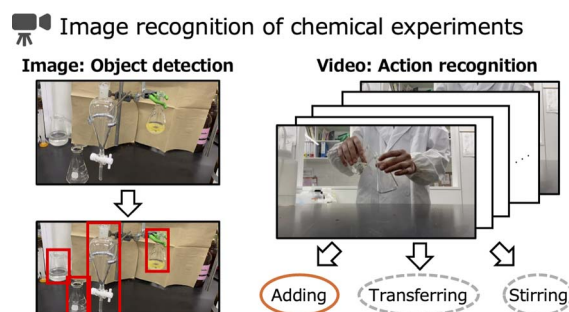 Image recognition of chemical experiments
Image: Object detection
Video: Action recognition
Adding
Transferring
Stirring